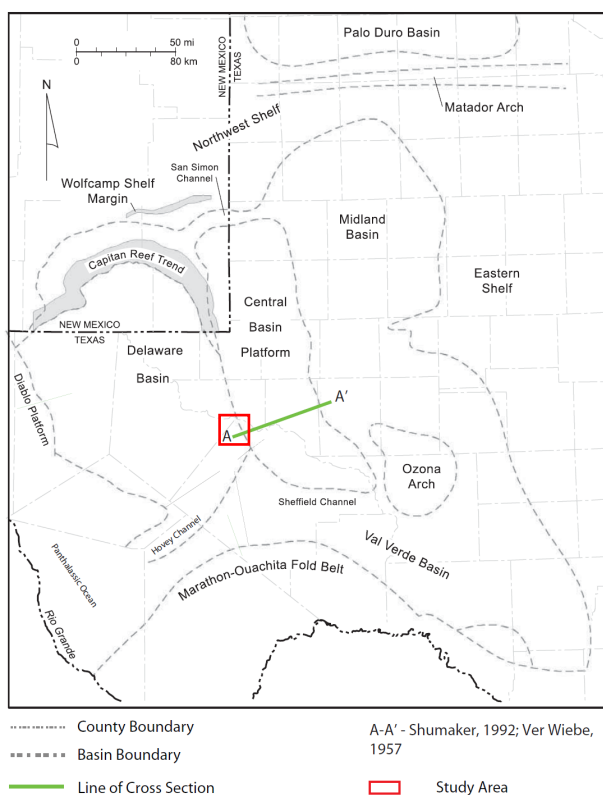 Palo Duro Basin
0 50 mi
0 80 km
NEW MEXICO
TEXAS
N
Matador Arch
Northwest Shelf
San Simon
Channel
Wolfcamp Shelf
Margin
Midland
Basin
Capitan Reef Trend
Eastern
Shelf
Central
Basin
Platform
NEW MEXICO
TEXAS
Delaware
Basin
Diablo Platform
A'
A
Ozona
Arch
Sheffield Channel
Hovey Channel
Val Verde Basin
Marathon-Ouachita Fold Belt
Panthalassic Ocean
Rio Grande
County Boundary
A-A' - Shumaker, 1992; Ver Wiebe,
1957
Basin Boundary
Line of Cross Section
Study Area